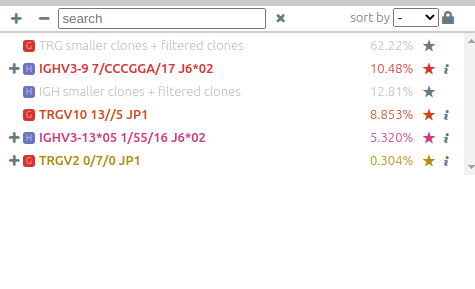 + − search ✖ sort by -
G TRG smaller clones + filtered clones 62.22% ★
+ H IGHV3-9 7/CCCGGA/17 J6*02 10.48% ★ i
H IGH smaller clones + filtered clones 12.81% ★
G TRGV10 13//5 JP1 8.853% ★ i
+ H IGHV3-13*05 1/55/16 J6*02 5.320% ★ i
+ G TRGV2 0/7/0 JP1 0.304% ★ i